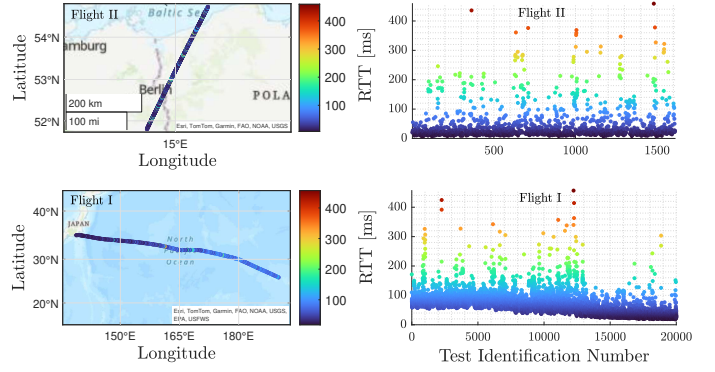 Flight II
Baltic Se
amburg
Berlin
POLA
200 km
100 mi
Esri, TomTom, Garmin, FAO, NOAA, USGS
54°N
53°N
52°N
Latitude
15°E
Longitude
400
300
200
100
Flight II
RTT [ms]
400
300
200
100
0
500
1000
1500
Flight I
JAPAN
North
Ocean
Esri, TomTom, Garmin, FAO, NOAA, USGS,
EPA, USFWS
40°N
30°N
20°N
Latitude
150°E
165°E
180°E
Longitude
400
300
200
100
Flight I
RTT [ms]
400
300
200
100
0
0
5000
10000
15000
20000
Test Identification Number